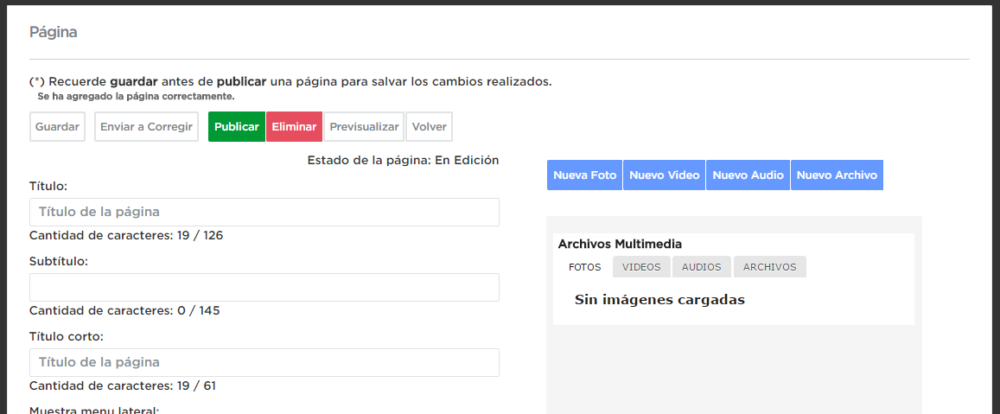 Página
(*) Recuerde guardar antes de publicar una página para salvar los cambios realizados.
Se ha agregado la página correctamente.
Guardar Enviar a Corregir Publicar Eliminar Previsualizar Volver
Estado de la página: En Edición
Título:
Título de la página
Cantidad de caracteres: 19 / 126
Subtítulo:
Cantidad de caracteres: 0 / 145
Título corto:
Título de la página
Cantidad de caracteres: 19 / 61
Muestra menu lateral:
Nueva Foto Nuevo Video Nuevo Audio Nuevo Archivo
Archivos Multimedia
FOTOS VIDEOS AUDIOS ARCHIVOS
Sin imágenes cargadas